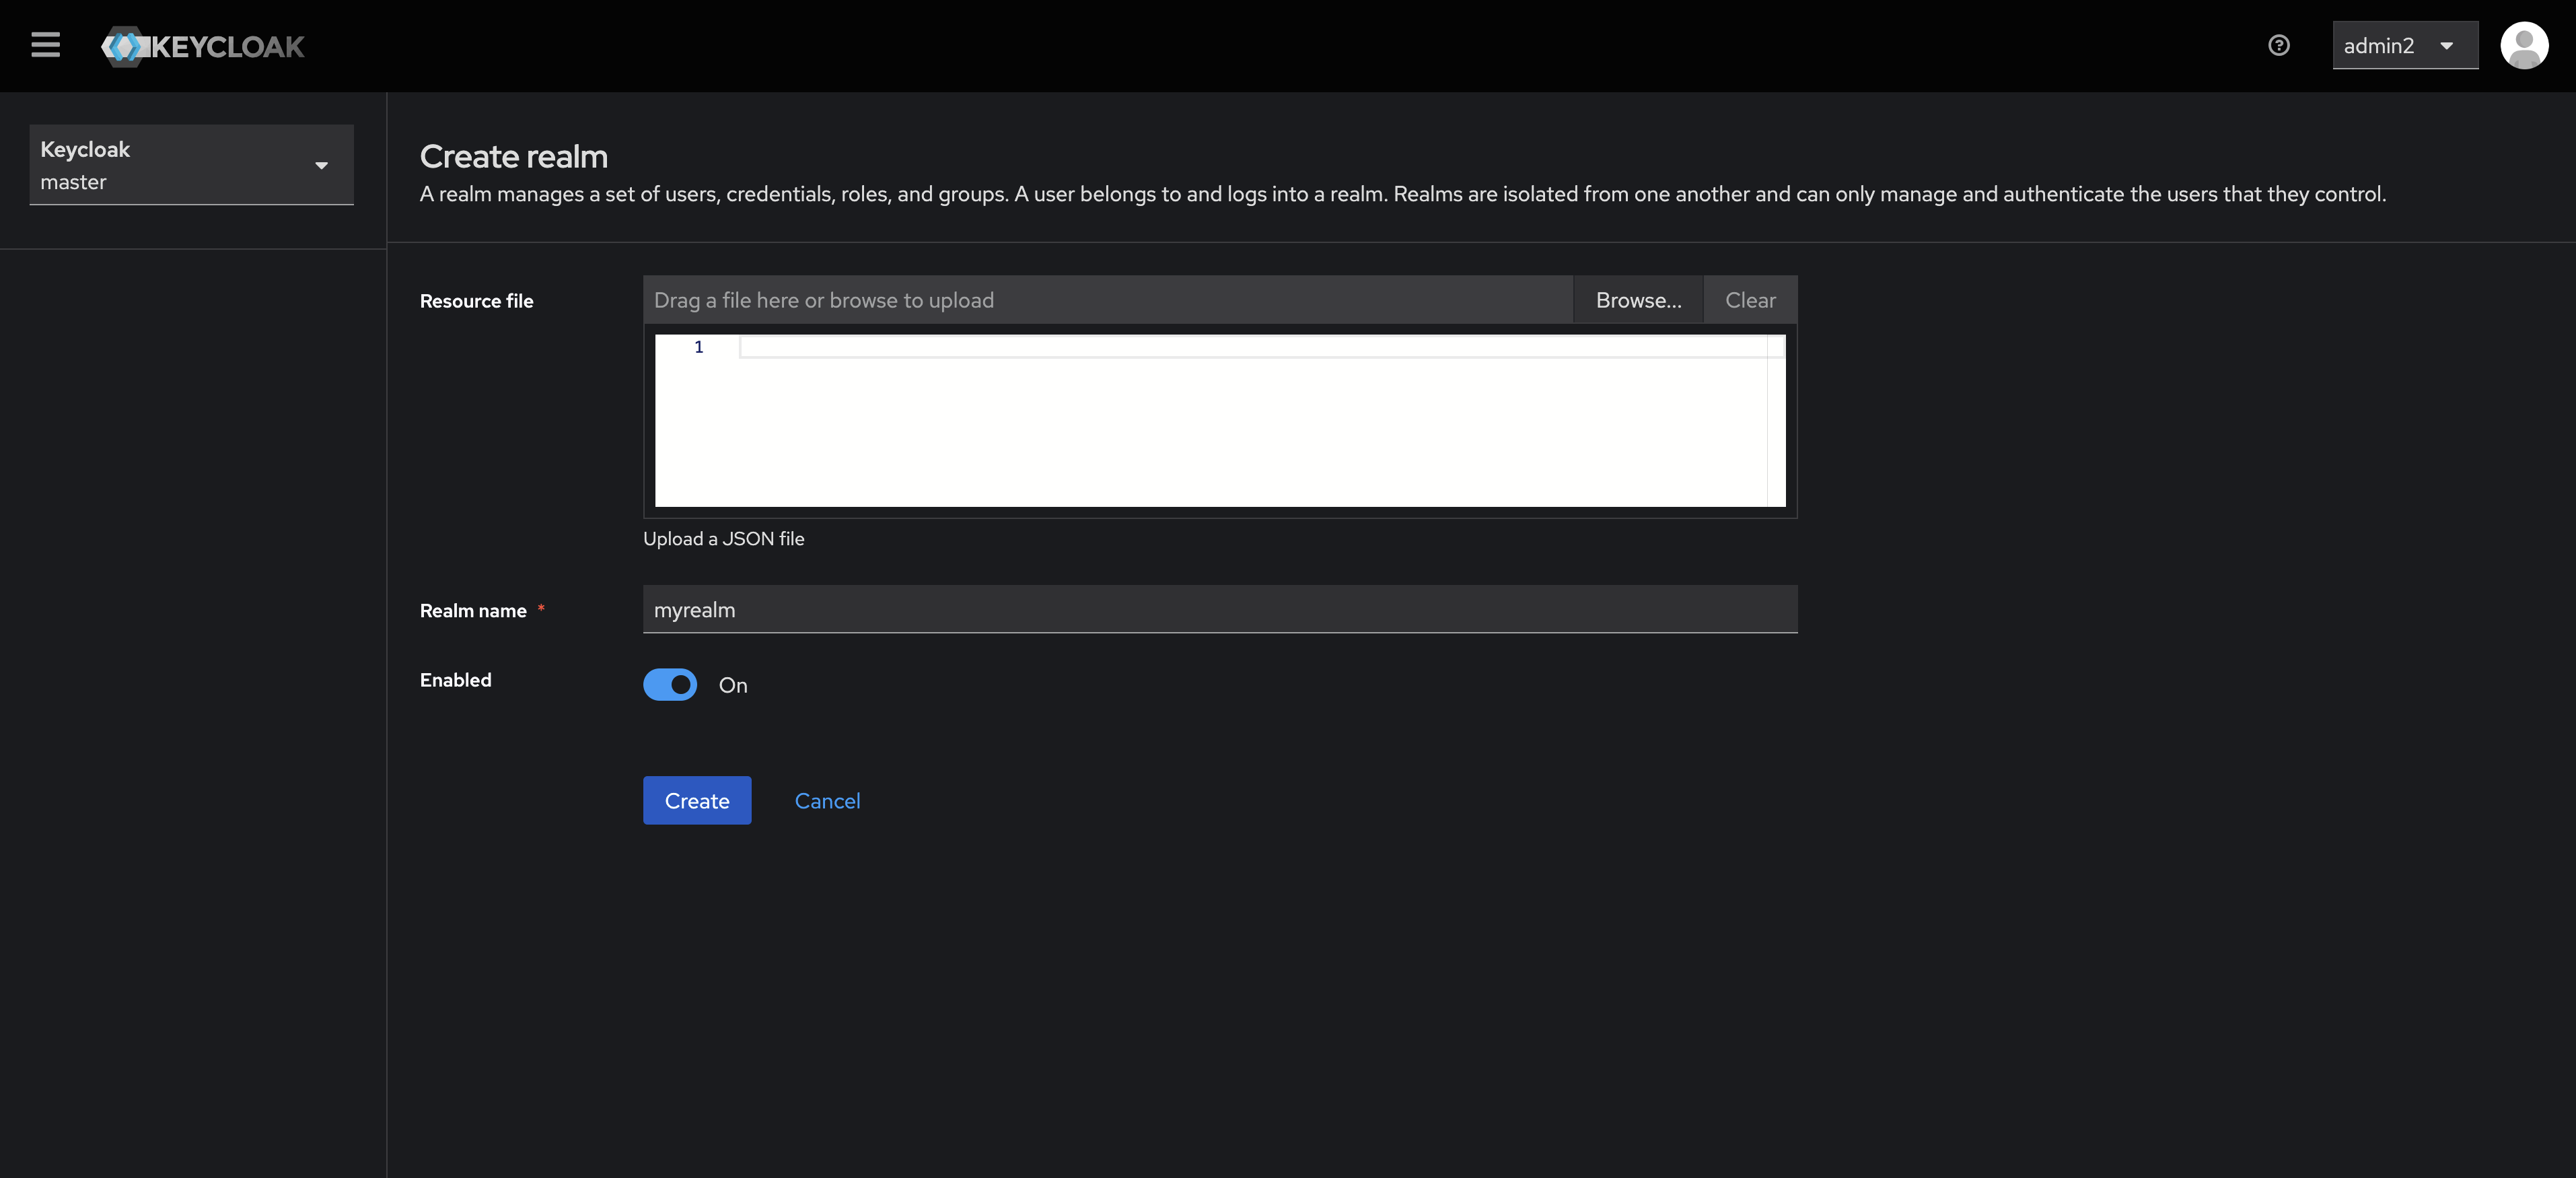 KEYCLOAK
admin2
Keycloak
master
Create realm
A realm manages a set of users, credentials, roles, and groups. A user belongs to and logs into a realm. Realms are isolated from one another and can only manage and authenticate the users that they control.
Resource file
Drag a file here or browse to upload
Browse...
Clear
1
Upload a JSON file
Realm name *
myrealm
Enabled
On
Create
Cancel